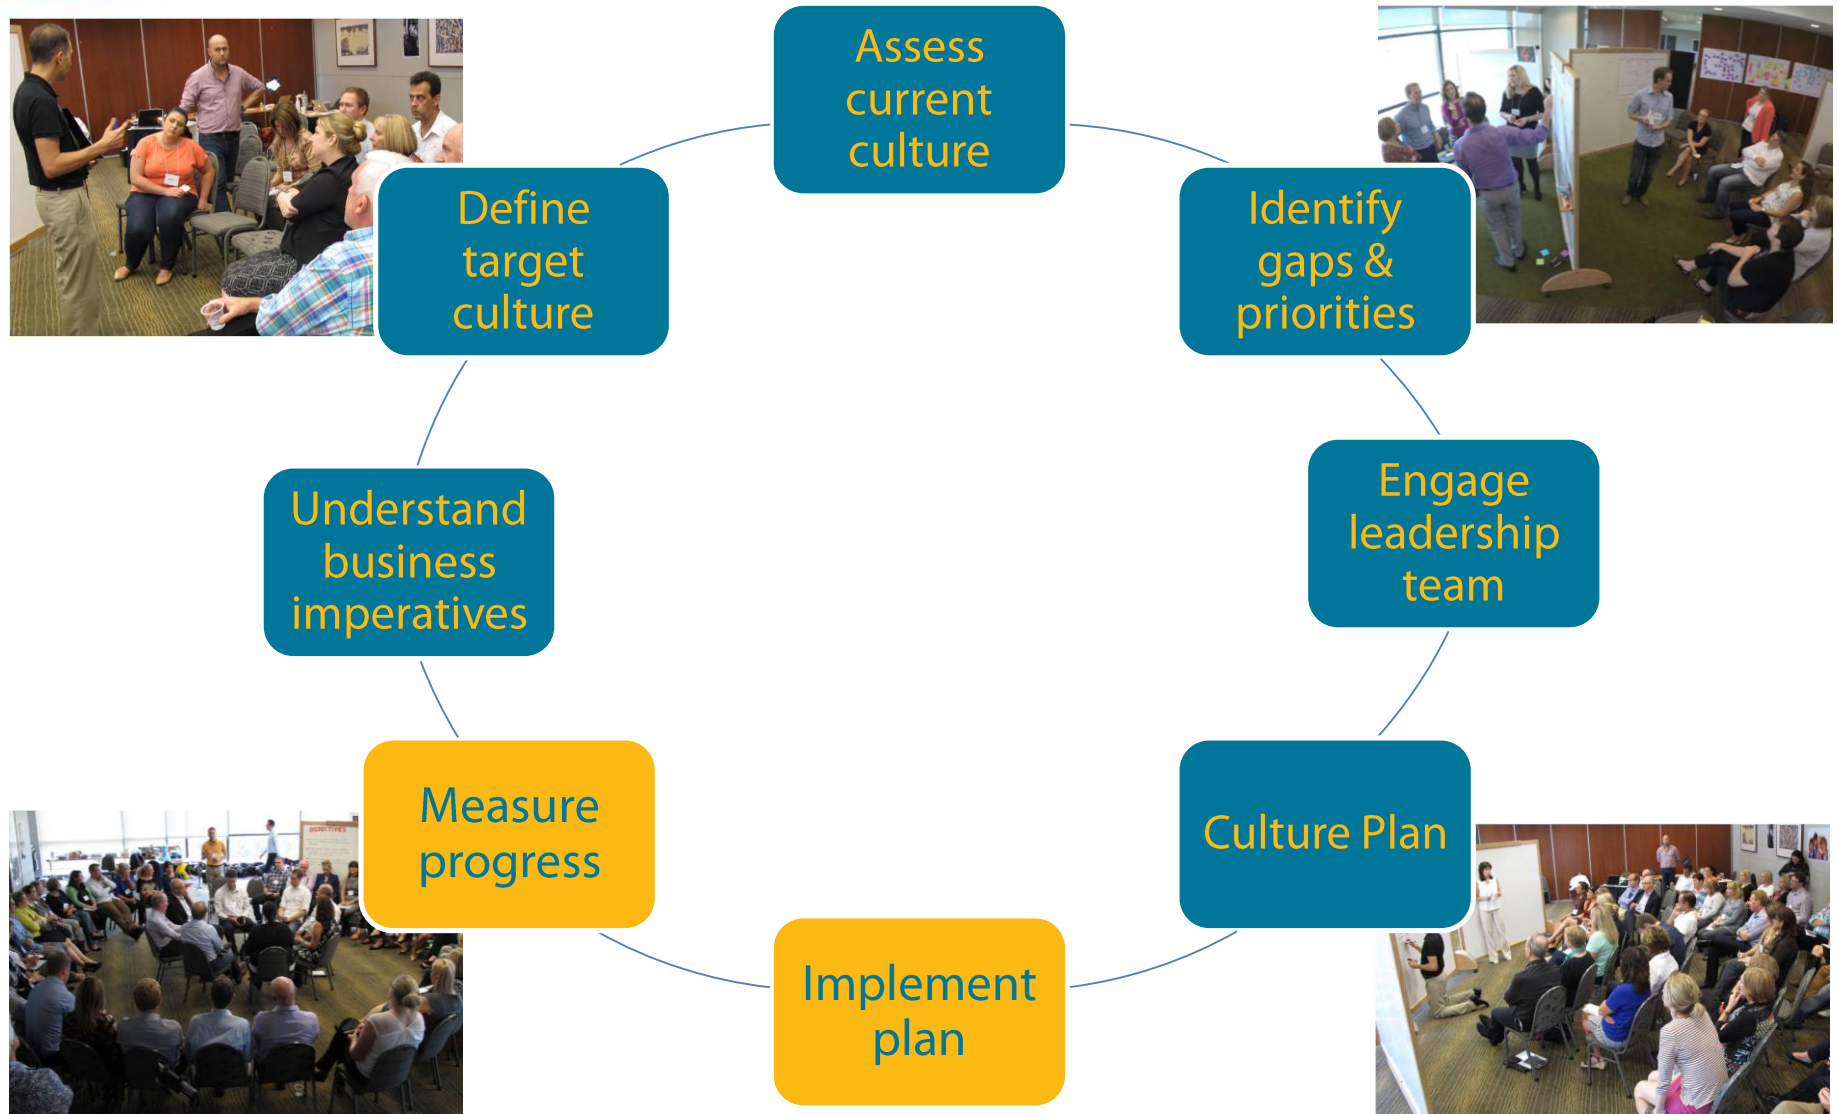 Assess
current
culture
Identify
gaps &
priorities
Engage
leadership
team
Culture Plan
Implement
plan
Measure
progress
Understand
business
imperatives
Define
target
culture